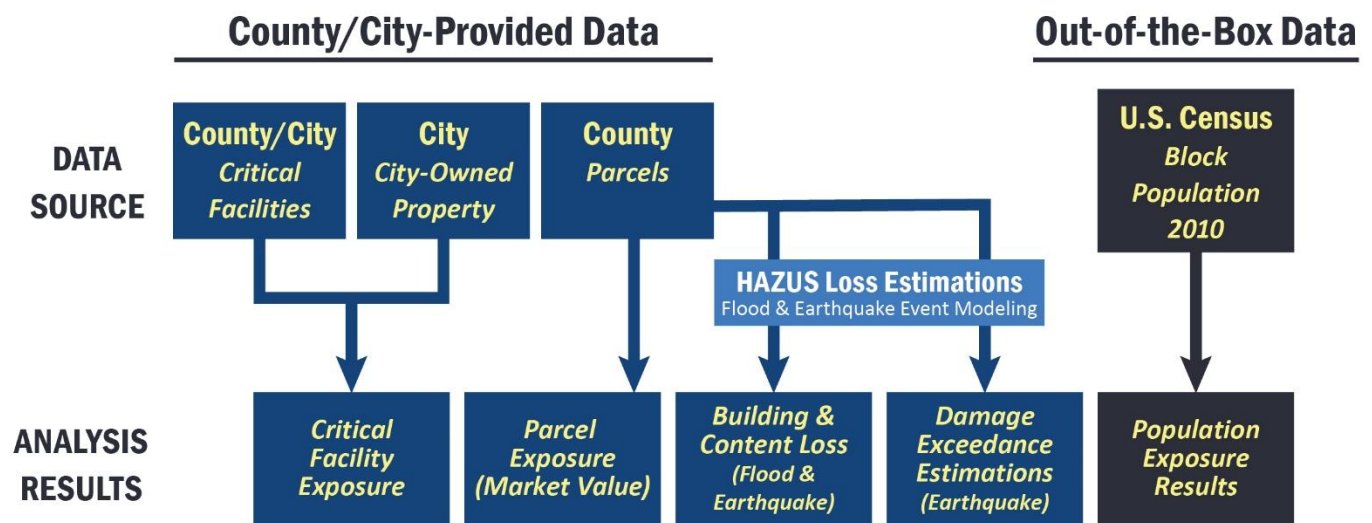 County/City-Provided Data
Out-of-the-Box Data
DATA
SOURCE
County/City
Critical
Facilities
City
City-Owned
Property
County
Parcels
U.S. Census
Block
Population
2010
HAZUS Loss Estimations
Flood & Earthquake Event Modeling
ANALYSIS
RESULTS
Critical
Facility
Exposure
Parcel
Exposure
(Market Value)
Building &
Content Loss
(Flood &
Earthquake)
Damage
Exceedance
Estimations
(Earthquake)
Population
Exposure
Results